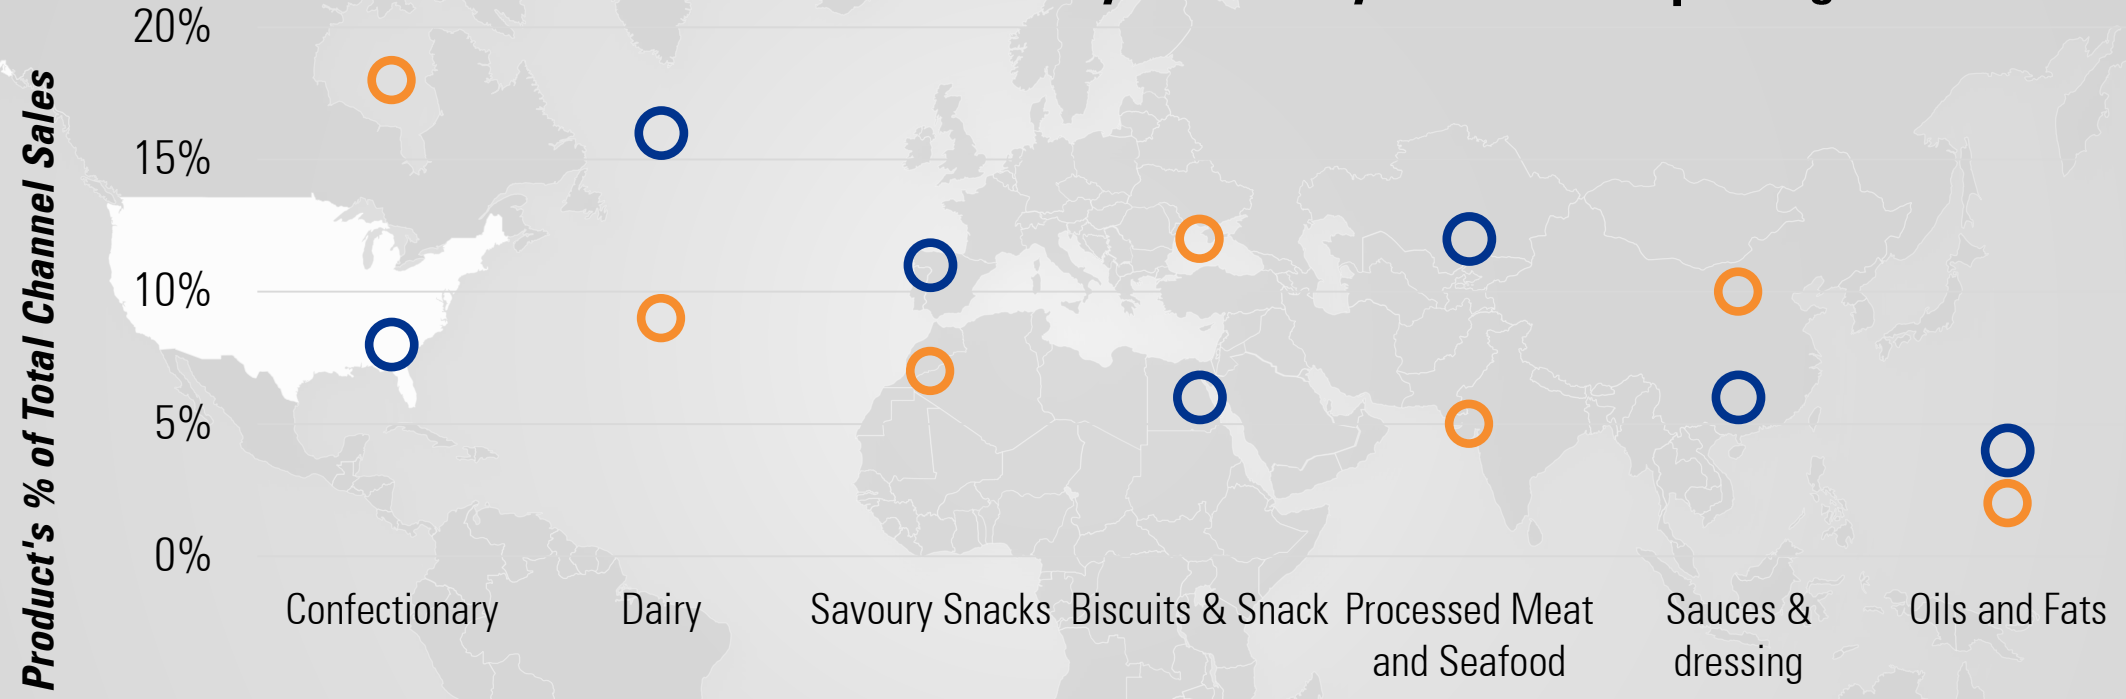 20%
15%
10%
5%
0%
Product's % of Total Channel Sales
Confectionary
Dairy
Savoury Snacks
Biscuits & Snack
Processed Meat
and Seafood
Sauces &
dressing
Oils and Fats